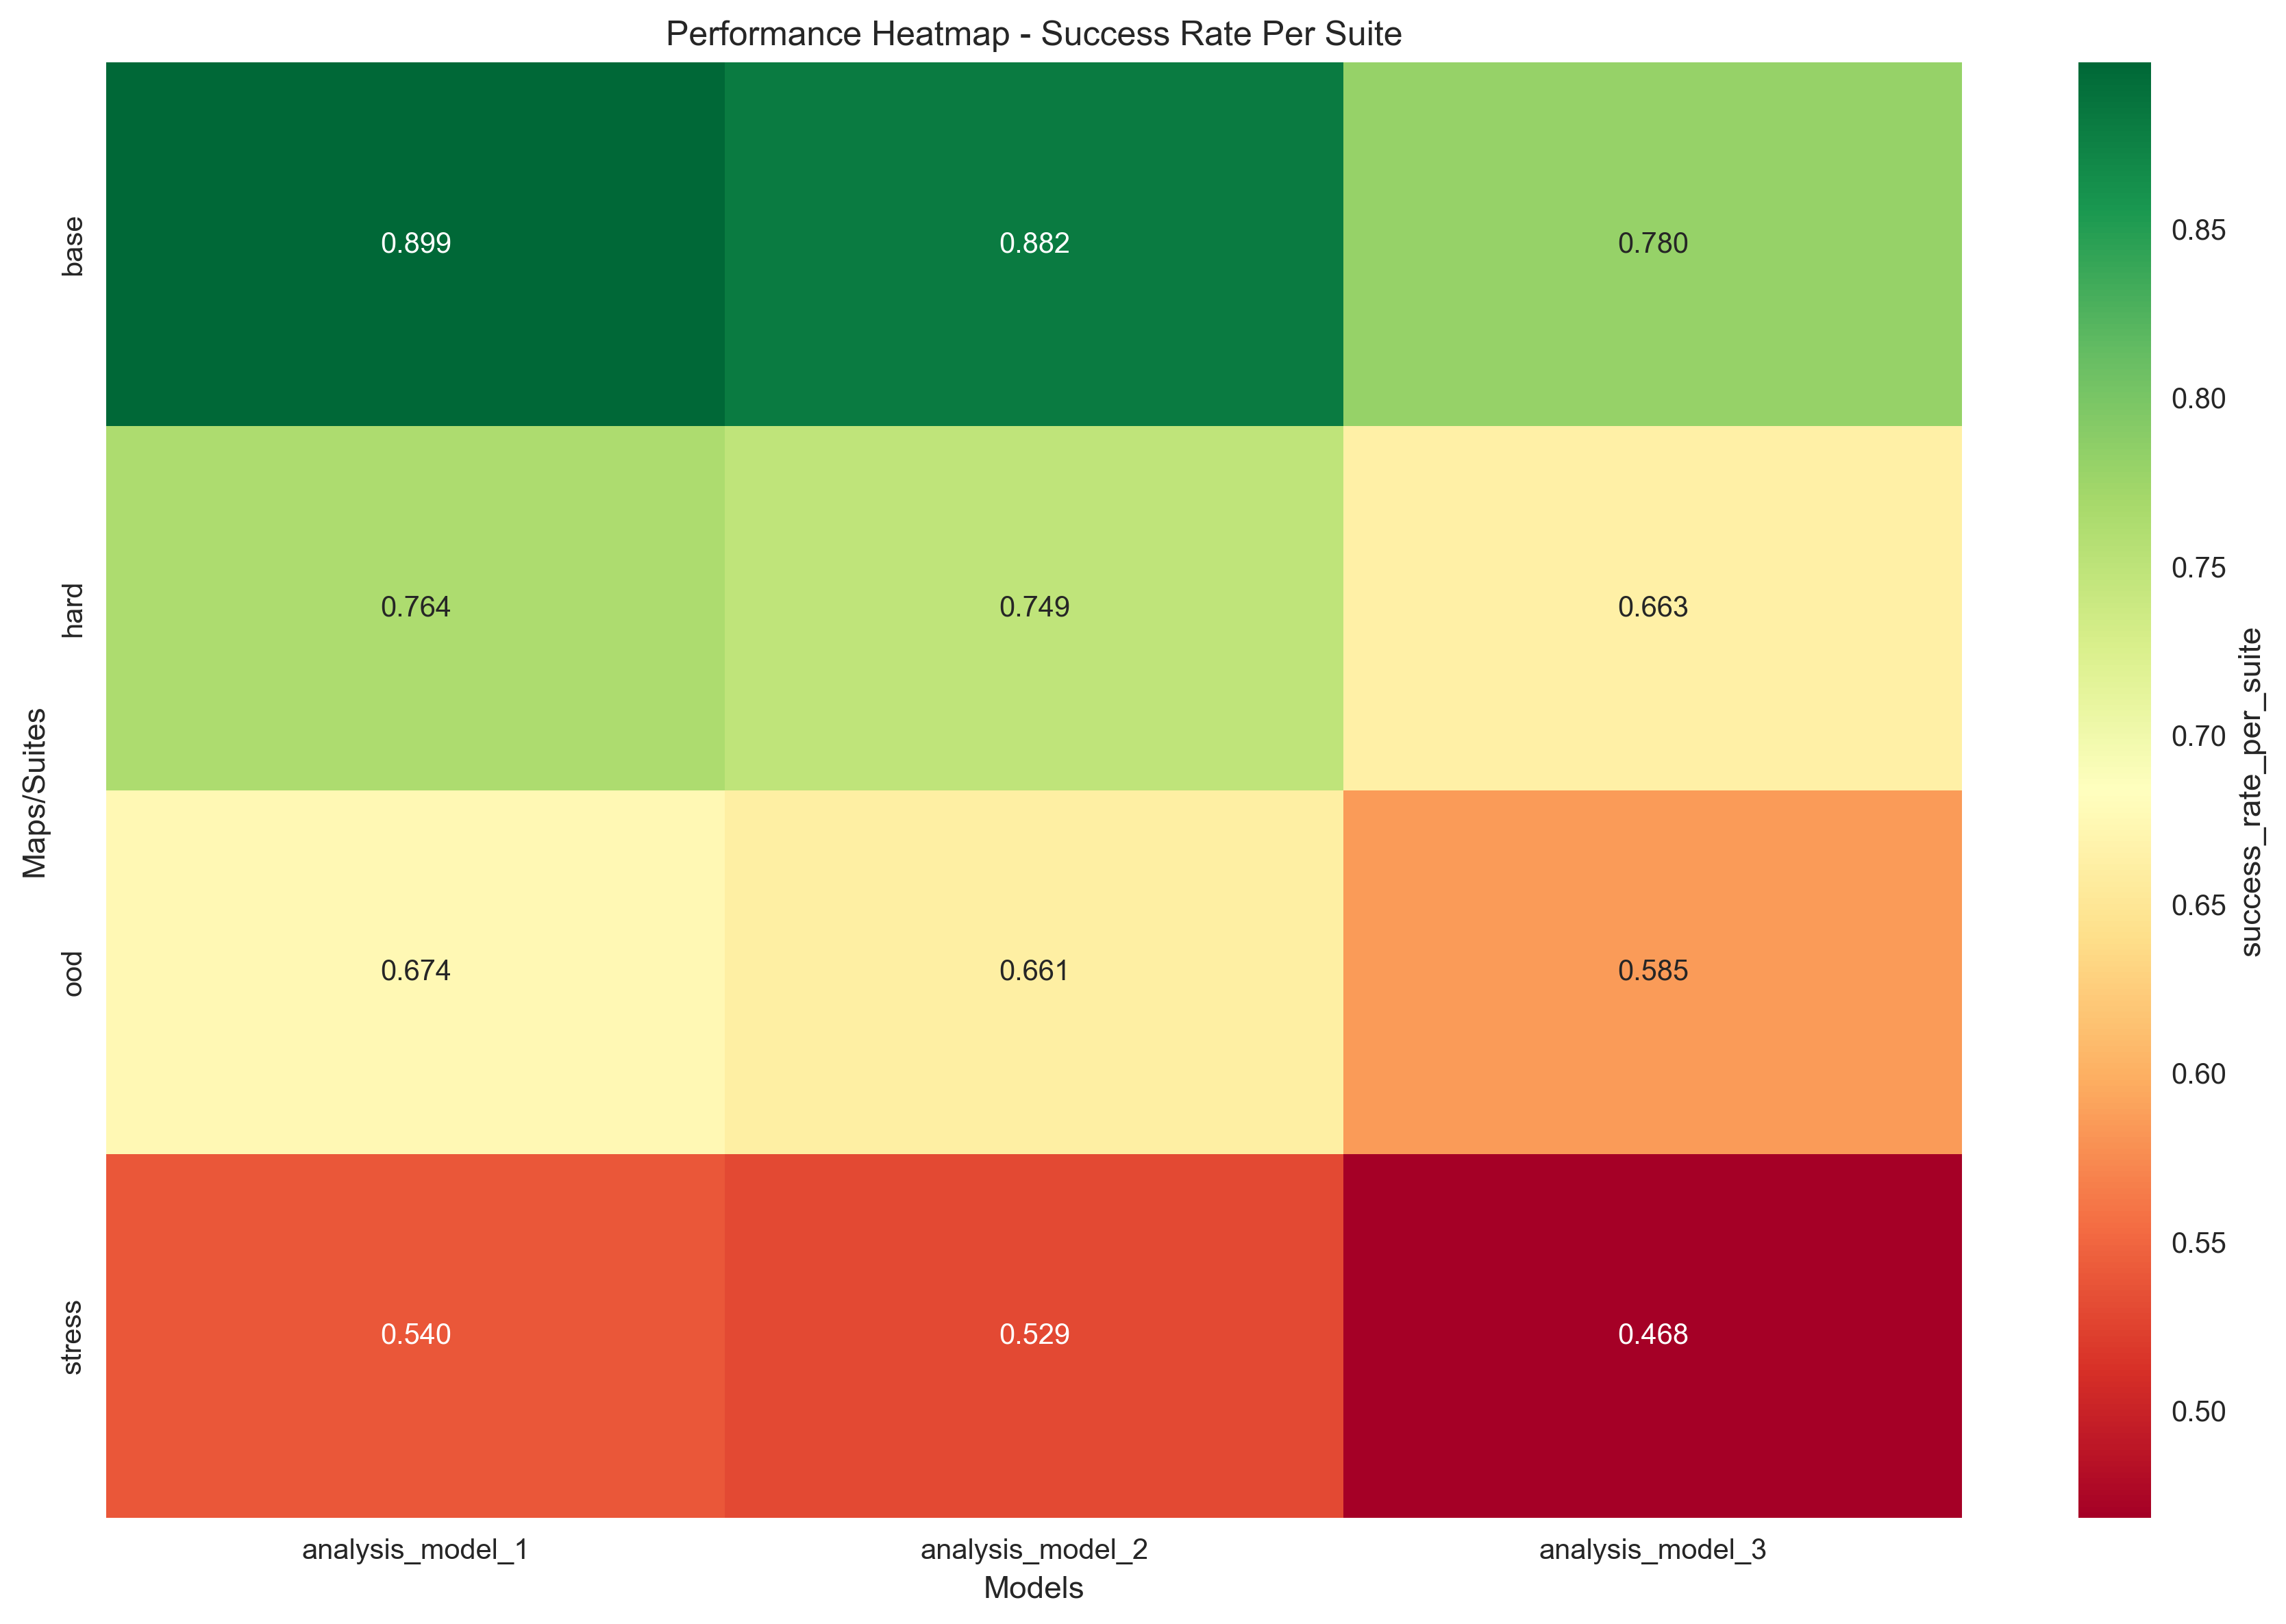 Performance Heatmap - Success Rate Per Suite
Maps/Suites
base
0.899
0.882
0.780
hard
0.764
0.749
0.663
ood
0.674
0.661
0.585
stress
0.540
0.529
0.468
analysis_model_1
analysis_model_2
analysis_model_3
Models
0.85
0.80
0.75
0.70
0.65
0.60
0.55
0.50
success_rate_per_suite